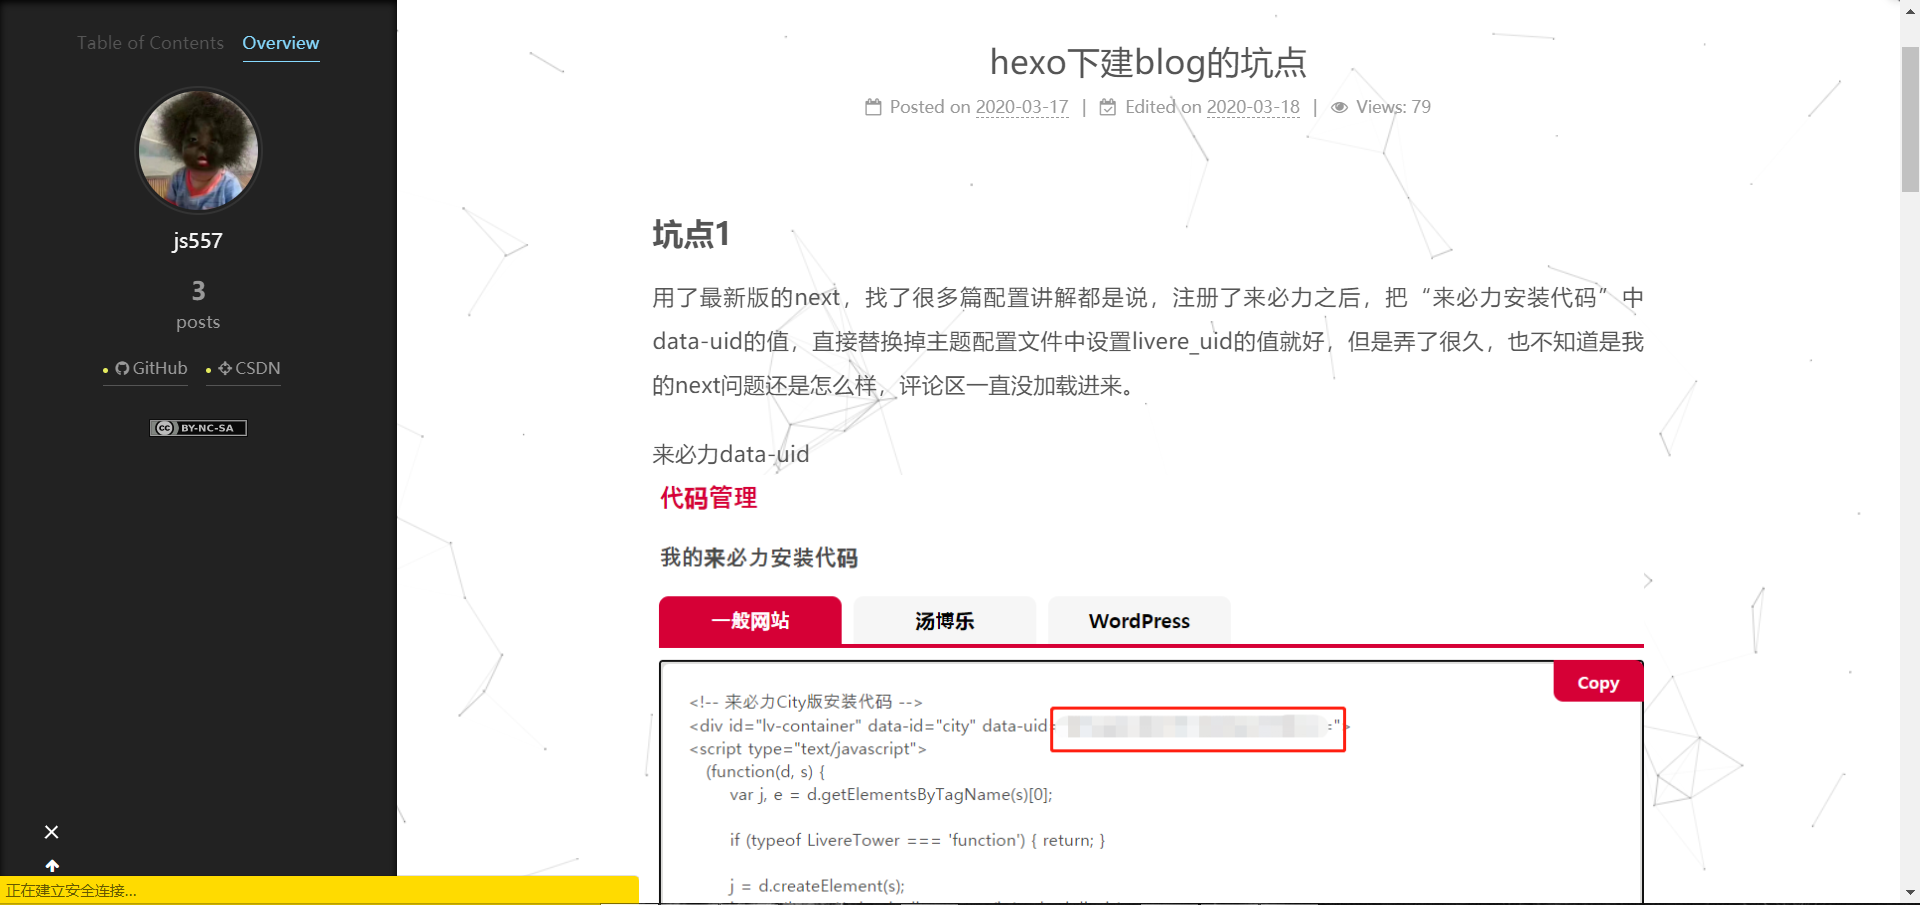 Table of Contents
Overview
js557
3
posts
GitHub
CSDN
cc BY-NC-SA
正在建立安全连接...
hexo下建blog的坑点
Posted on 2020-03-17 | Edited on 2020-03-18 | Views: 79
坑点1
用了最新版的next，找了很多篇配置讲解都是说，注册了来必力之后，把“来必力安装代码”中
data-uid的值，直接替换掉主题配置文件中设置livere_uid的值就好，但是弄了很久，也不知道是我
的next问题还是怎么样，评论区一直没加载进来。
来必力data-uid
代码管理
我的来必力安装代码
一般网站
汤博乐
WordPress
Copy
<!-- 来必力City版安装代码 -->
<div id="lv-container" data-id="city" data-uid
<script type="text/javascript">
(function(d, s) {
var j, e = d.getElementsByTagName(s)[0];
if (typeof LivereTower === 'function') { return; }
j = d.createElement(s);